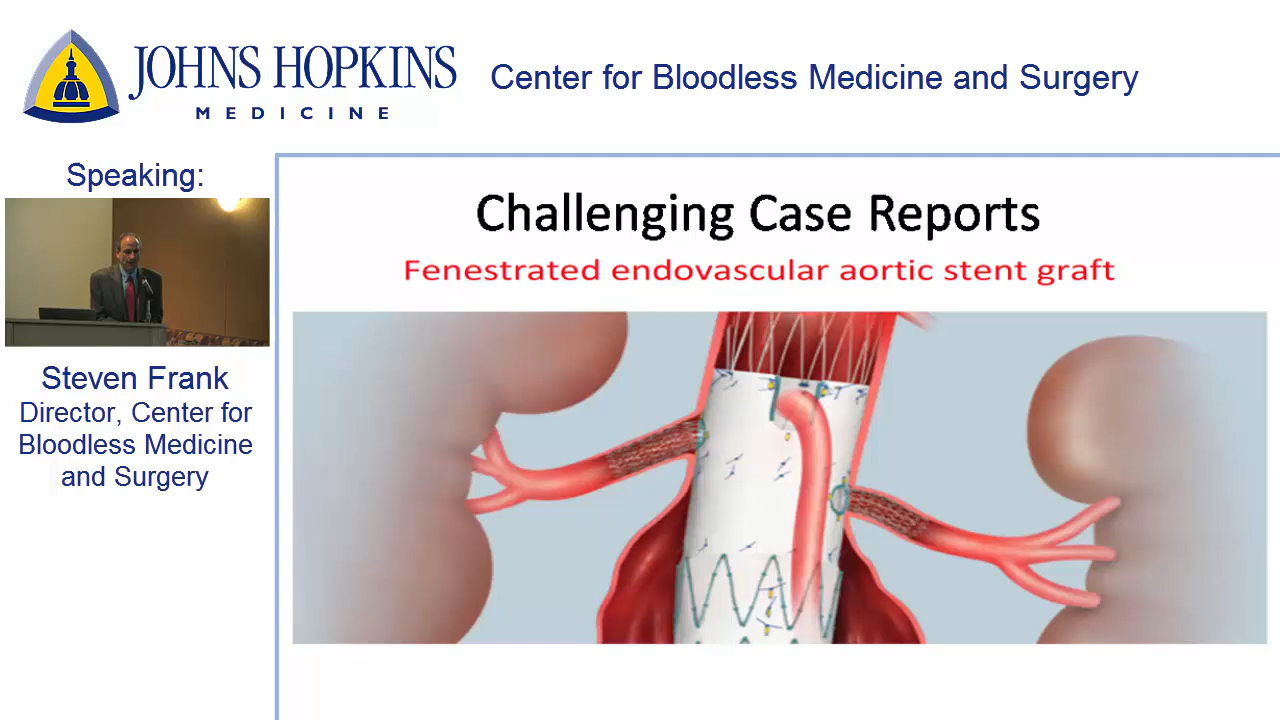 JOHNS HOPKINS
MEDICINE
Center for Bloodless Medicine and Surgery
Speaking:
Steven Frank
Director, Center for
Bloodless Medicine
and Surgery
Challenging Case Reports
Fenestrated endovascular aortic stent graft